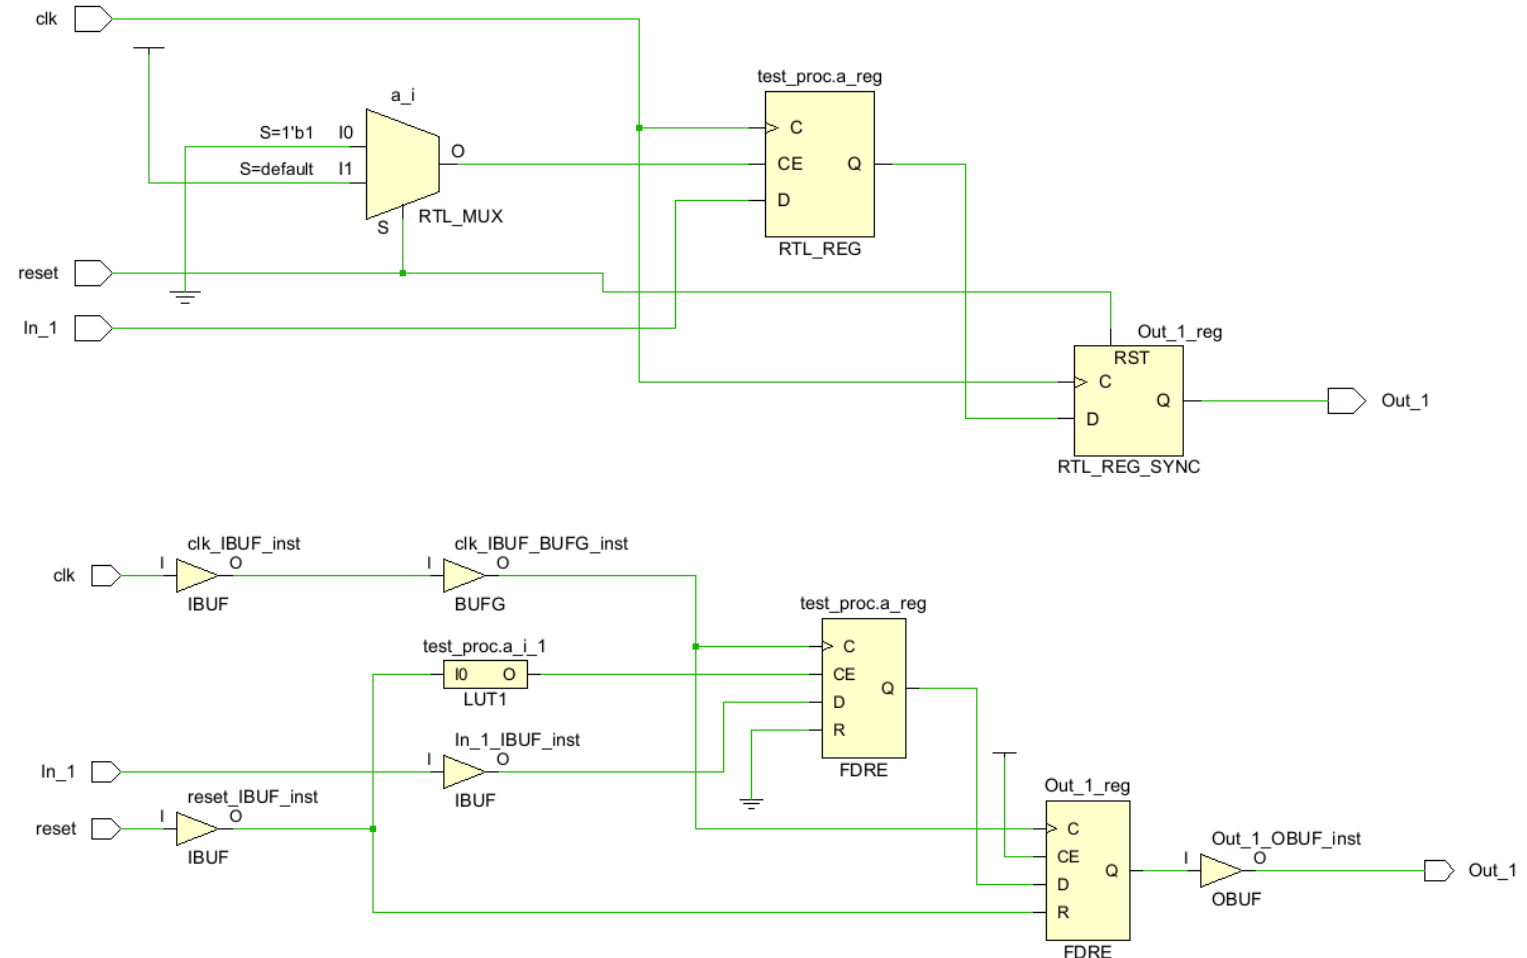 clk
test_proc.a_reg
a_i
S=1'b1 I0
C
O
CE Q
S=default I1
D
S
RTL_MUX
RTL_REG
reset
In_1
Out_1_reg
RST
C
Q
Out_1
D
RTL_REG_SYNC
clk_IBUF_inst
clk_IBUF_BUFG_inst
clk
I O
I O
IBUF
BUFG
test_proc.a_reg
test_proc.a_i_1
C
I0 O
CE
Q
LUT1
D
R
In_1_IBUF_inst
I O
In_1
IBUF
FDRE
reset_IBUF_inst
I O
reset
IBUF
Out_1_reg
C
CE
Q
D
R
FDRE
Out_1_OBUF_inst
I O
Out_1
OBUF